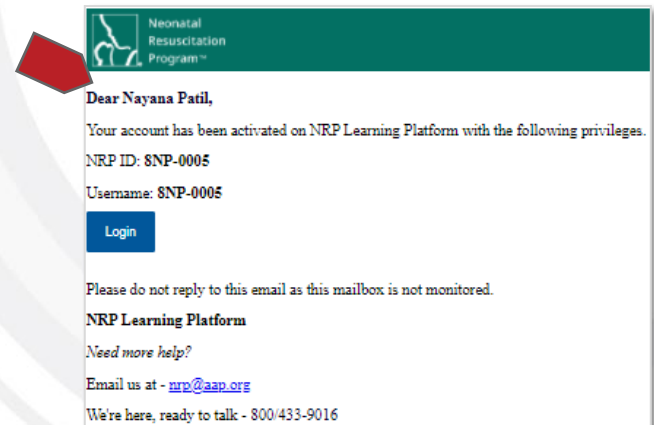 Neonatal
Resuscitation
Program™
Dear Nayana Patil,
Your account has been activated on NRP Learning Platform with the following privileges.
NRP ID: 8NP-0005
Username: 8NP-0005
Login
Please do not reply to this email as this mailbox is not monitored.
NRP Learning Platform
Need more help?
Email us at - nrp@aap.org
We're here, ready to talk - 800/433-9016